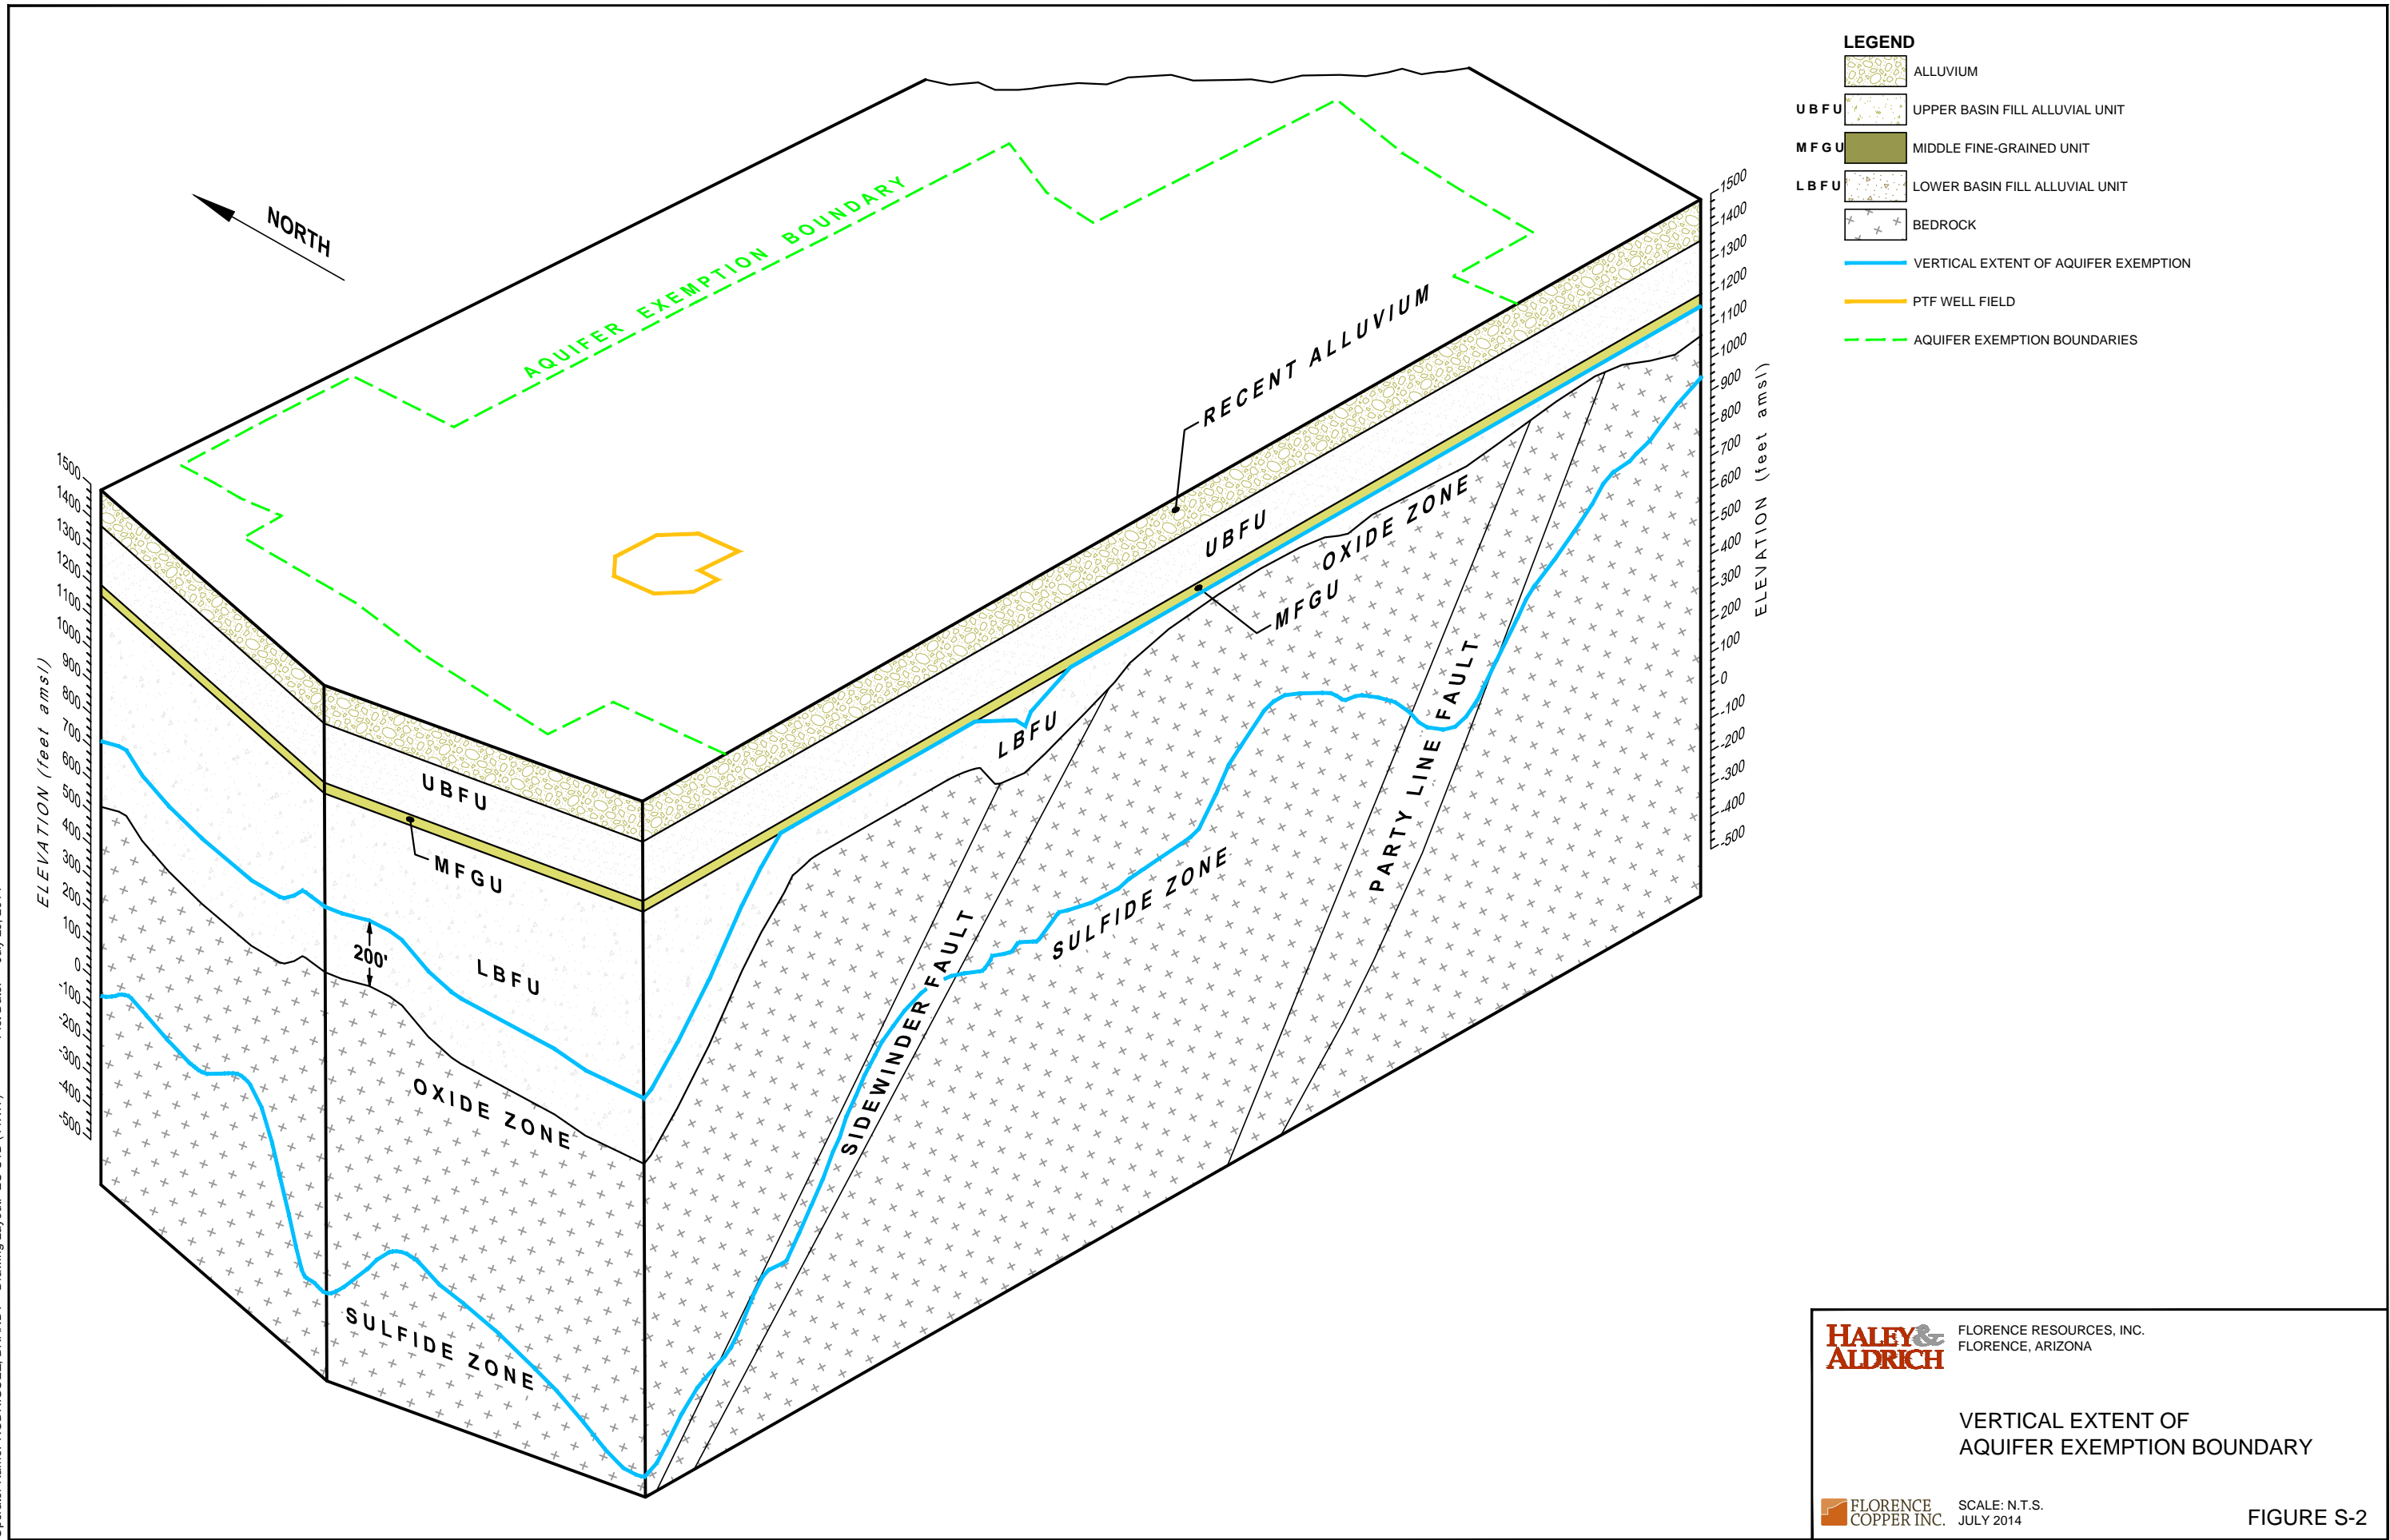 LEGEND
ALLUVIUM
UBFU UPPER BASIN FILL ALLUVIAL UNIT
MFGU MIDDLE FINE-GRAINED UNIT
LBFU LOWER BASIN FILL ALLUVIAL UNIT
BEDROCK
VERTICAL EXTENT OF AQUIFER EXEMPTION
PTF WELL FIELD
AQUIFER EXEMPTION BOUNDARIES
NORTH
AQUIFER EXEMPTION BOUNDARY
RECENT ALLUVIUM
1500
1400
1300
1200
1100
1000
900
800
700
600
500
400
300
200
100
0
-100
-200
-300
-400
-500
ELEVATION (feet amsl)
1500
1400
1300
1200
1100
1000
900
800
700
600
500
400
300
200
100
0
-100
-200
-300
-400
-500
ELEVATION (feet amsl)
UBFU
OXIDE ZONE
MFGU
LBFU
UBFU
MFGU
LBFU
200'
OXIDE ZONE
SULFIDE ZONE
SIDEWINDER FAULT
SULFIDE ZONE
PARTY LINE FAULT
HALEY&
ALDRICH
FLORENCE RESOURCES, INC.
FLORENCE, ARIZONA
VERTICAL EXTENT OF
AQUIFER EXEMPTION BOUNDARY
FLORENCE
COPPER INC.
SCALE: N.T.S.
JULY 2014
FIGURE S-2